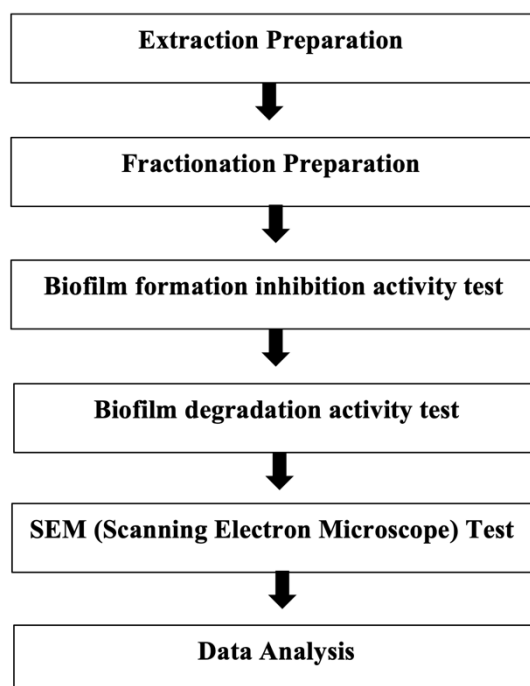 Extraction Preparation
Fractionation Preparation
Biofilm formation inhibition activity test
Biofilm degradation activity test
SEM (Scanning Electron Microscope) Test
Data Analysis